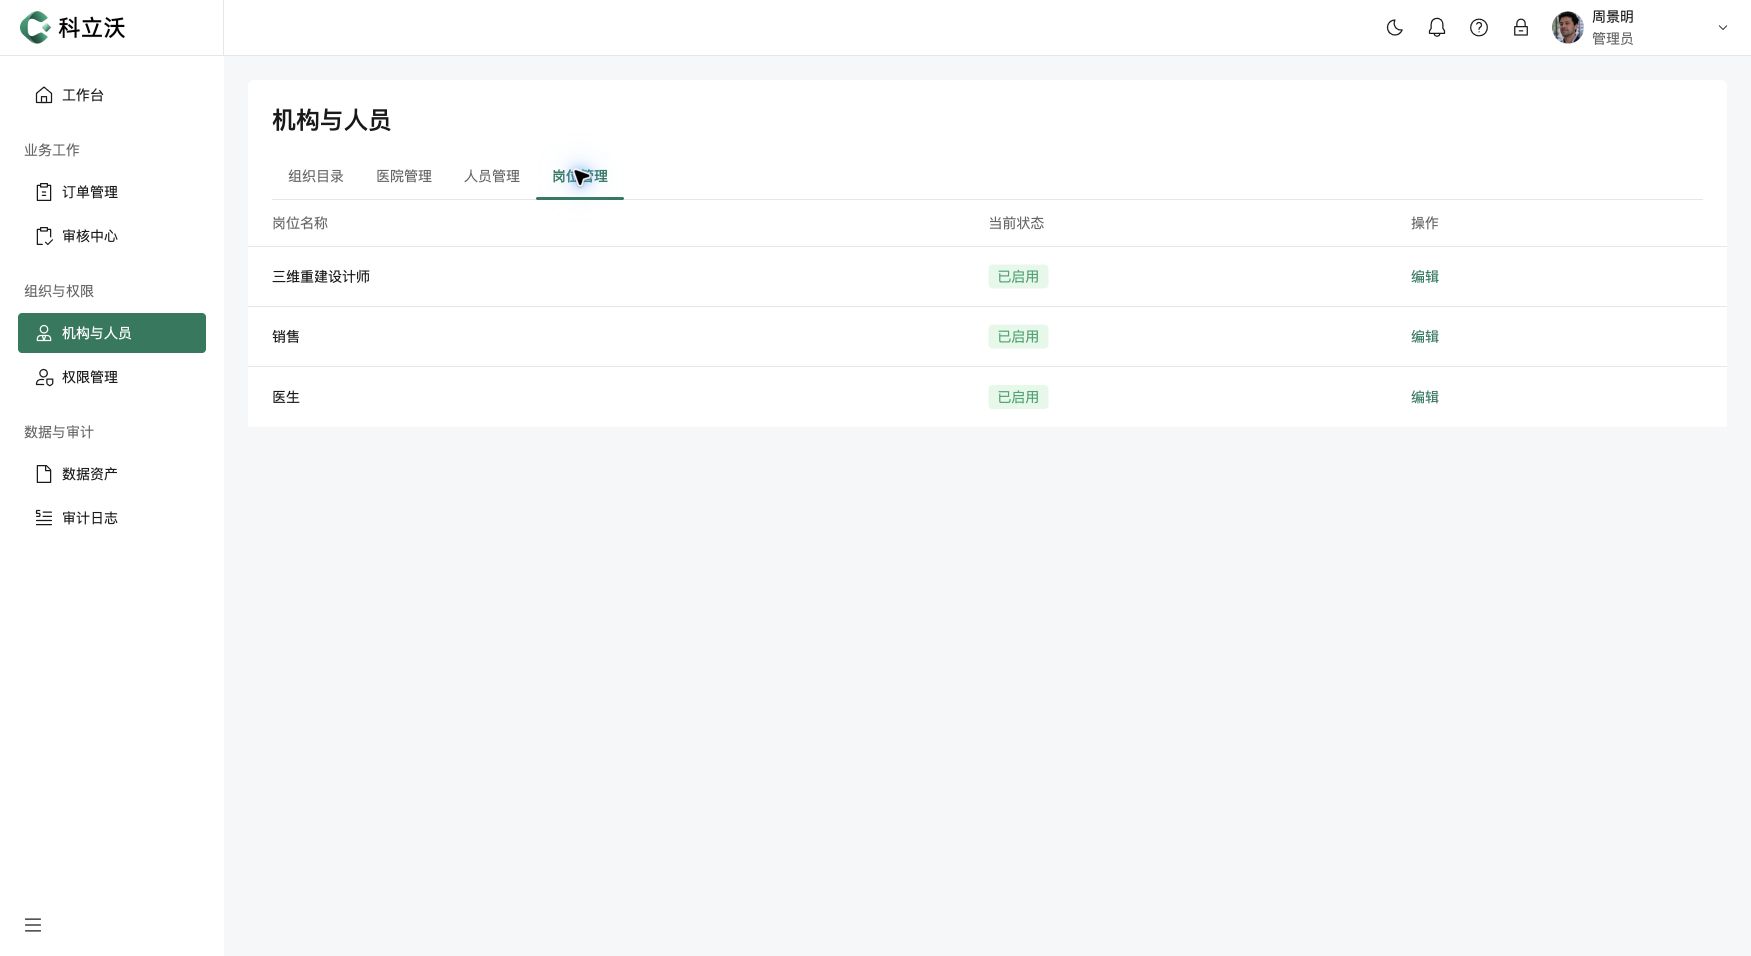 科立沃
周景明
管理员
工作台
业务工作
订单管理
审核中心
组织与权限
机构与人员
权限管理
数据与审计
数据资产
审计日志
机构与人员
组织目录 医院管理 人员管理 岗位管理
岗位名称 当前状态 操作
三维重建设计师 已启用 编辑
销售 已启用 编辑
医生 已启用 编辑